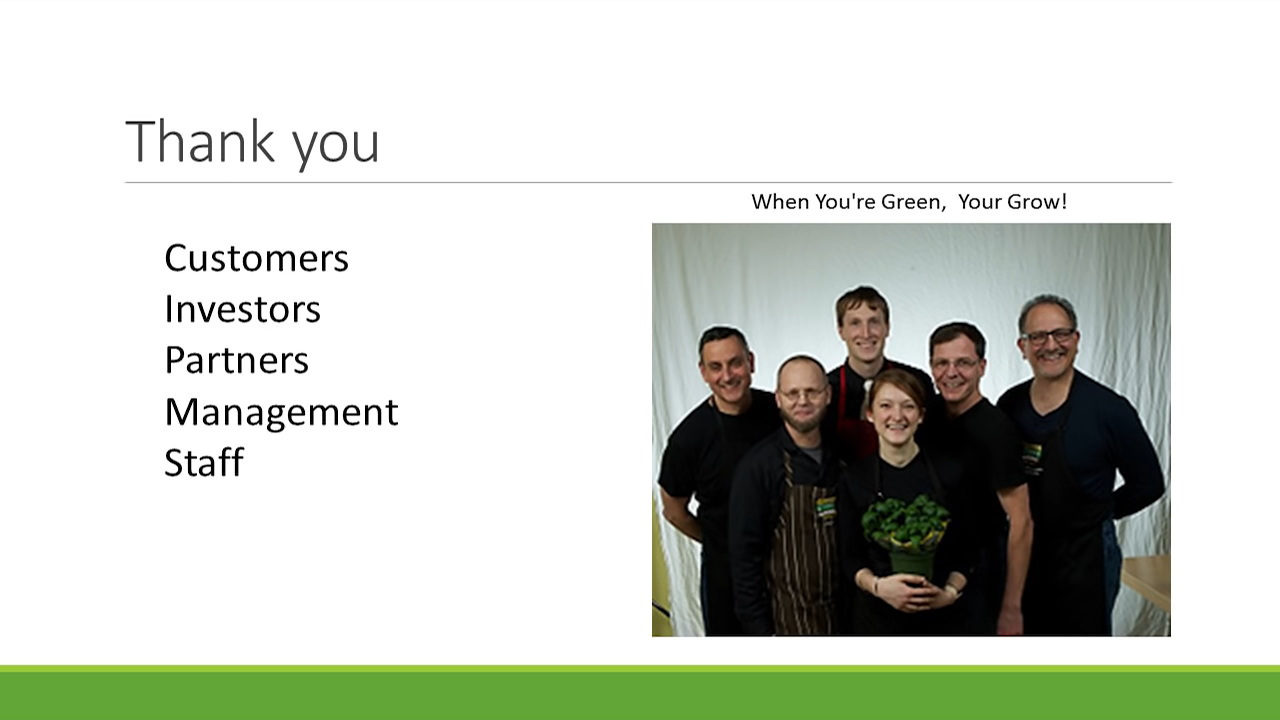 Thank you
When You're Green,  Your Grow!
Customers
Investors
Partners
Management
Staff